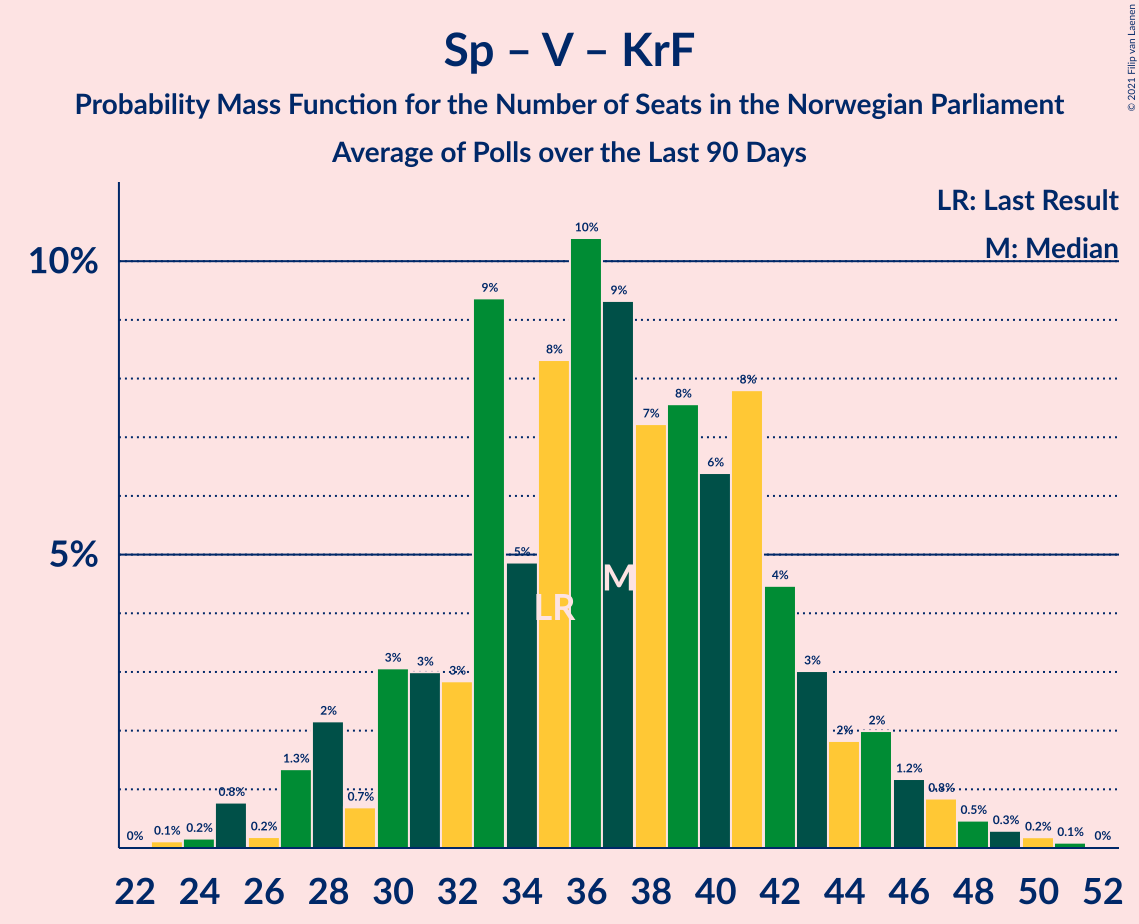 Sp – V – KrF
Probability Mass Function for the Number of Seats in the Norwegian Parliament
Average of Polls over the Last 90 Days
© 2021 Filip van Laenen
LR: Last Result
M: Median
10%
5%
0% 0.1% 0.2% 0.8% 0.2% 1.3% 2% 0.7% 3% 3% 3% 9% 5% 8% 10% 9% 7% 8% 6% 8% 4% 3% 2% 2% 1.2% 0.8% 0.5% 0.3% 0.2% 0.1% 0%
LR
M
22 24 26 28 30 32 34 36 38 40 42 44 46 48 50 52